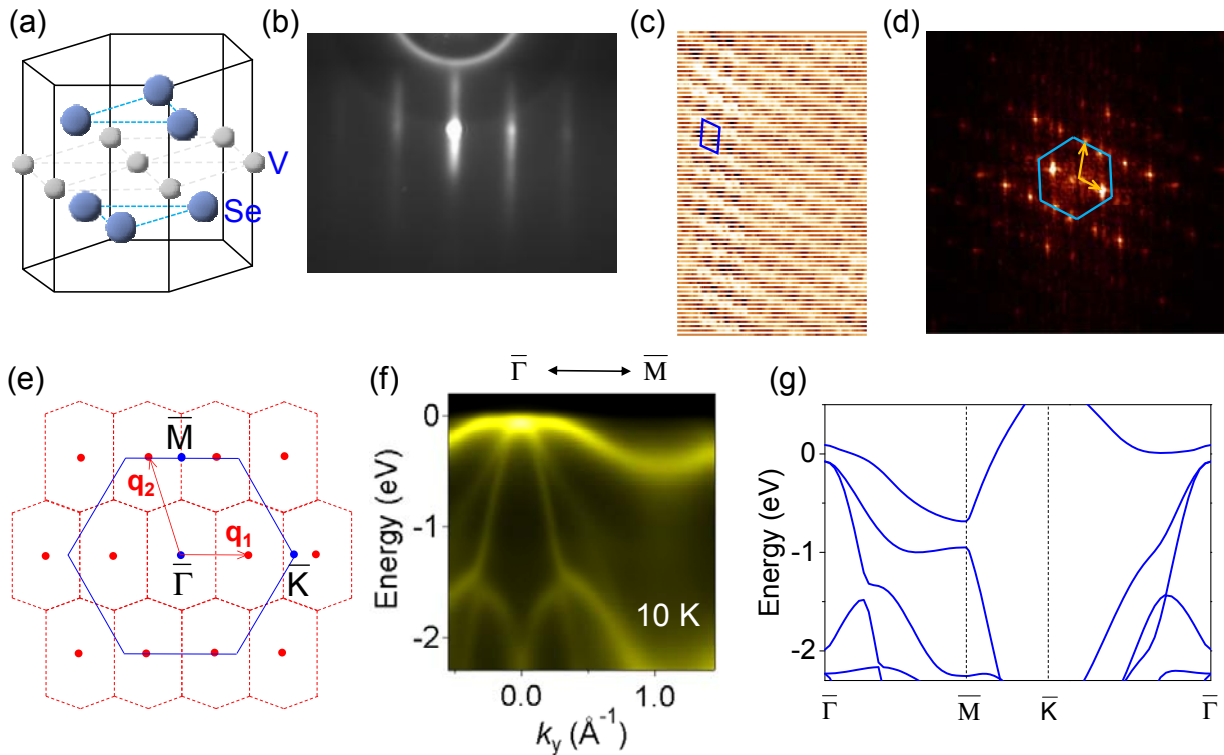 (a)
(b)
(c)
(d)
V
Se
(e)
(f)
Γ̅ M̅
(g)
M̅
q₂
q₁
Γ̅
K̅
Energy (eV)
0
-1
-2
10 K
0.0 1.0
k_y (Å⁻¹)
Energy (eV)
0
-1
-2
Γ̅ M̅ K̅ Γ̅